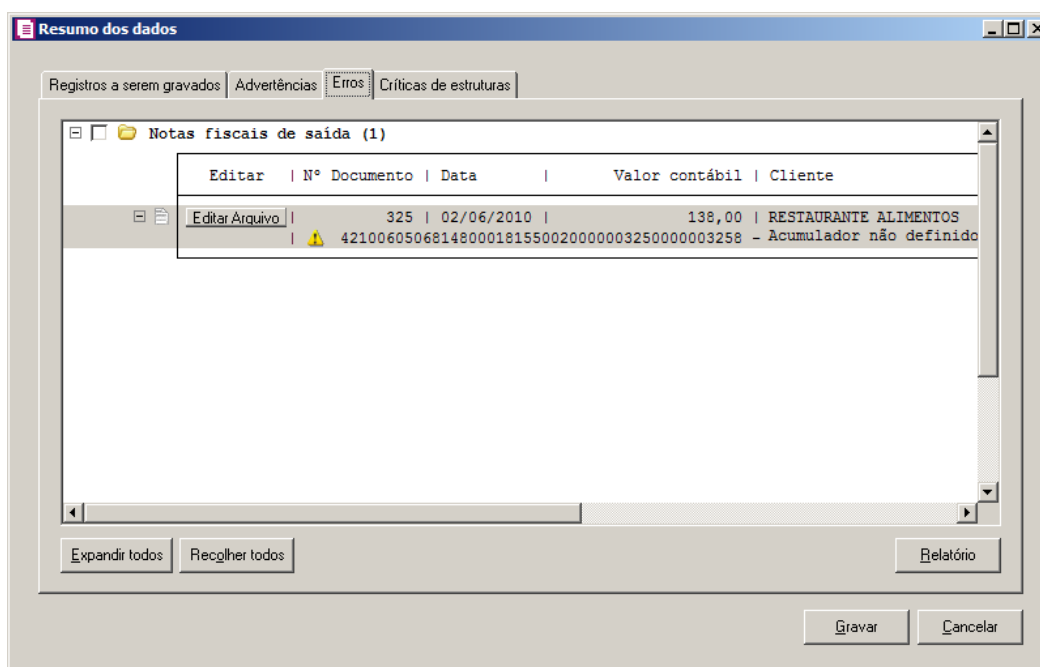 Resumo dos dados
Registros a serem gravados Advertências Erros Críticas de estruturas
Notas fiscais de saída (1)
Editar | Nº Documento | Data | Valor contábil | Cliente
Editar Arquivo | 325 | 02/06/2010 | 138,00 | RESTAURANTE ALIMENTOS
| 42100605068148000181550020000003250000003258 - Acumulador não definido
Expandir todos Recolher todos Relatório
Gravar Cancelar